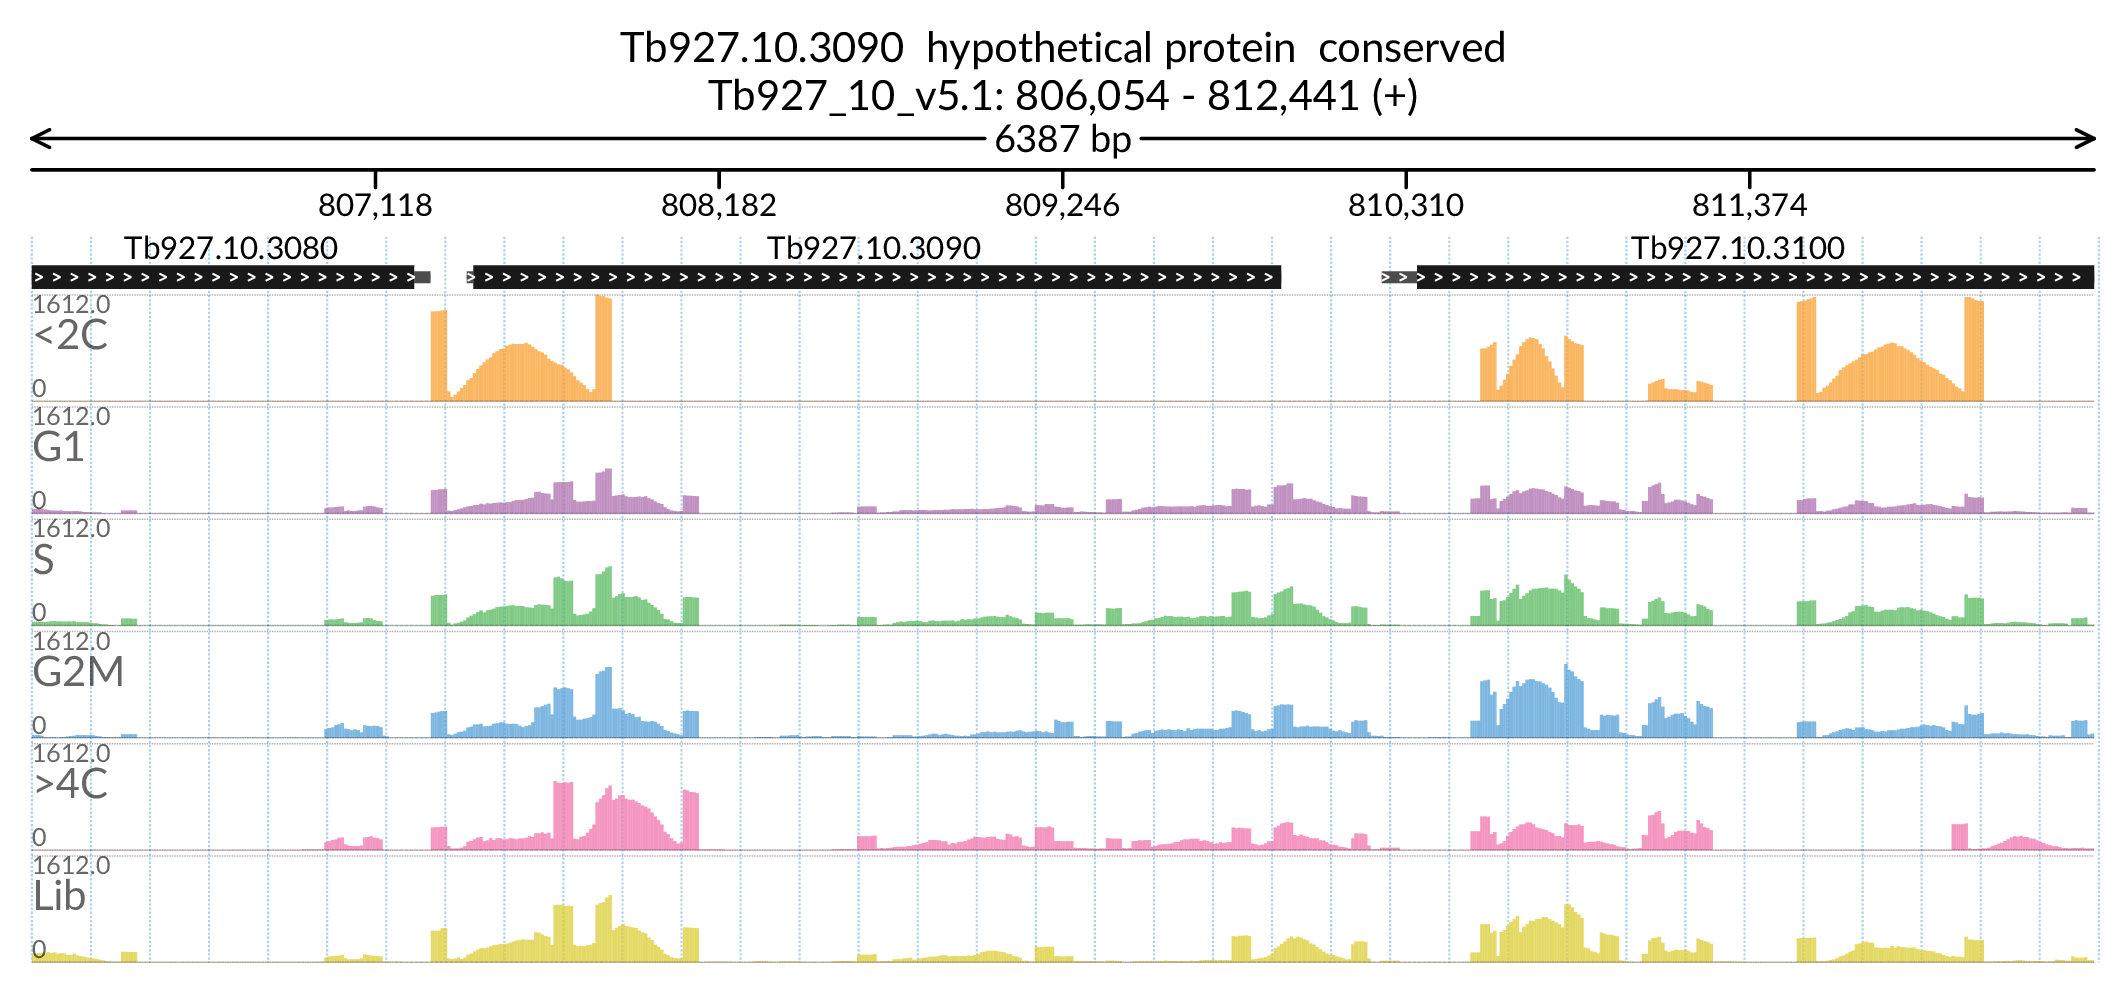 Tb927.10.3090  hypothetical protein  conserved
Tb927_10_v5.1: 806,054 - 812,441 (+)
6387 bp
807,118 808,182 809,246 810,310 811,374
Tb927.10.3080 Tb927.10.3090 Tb927.10.3100
1612.0
<2C
0
1612.0
G1
0
1612.0
S
0
1612.0
G2M
0
1612.0
>4C
0
1612.0
Lib
0